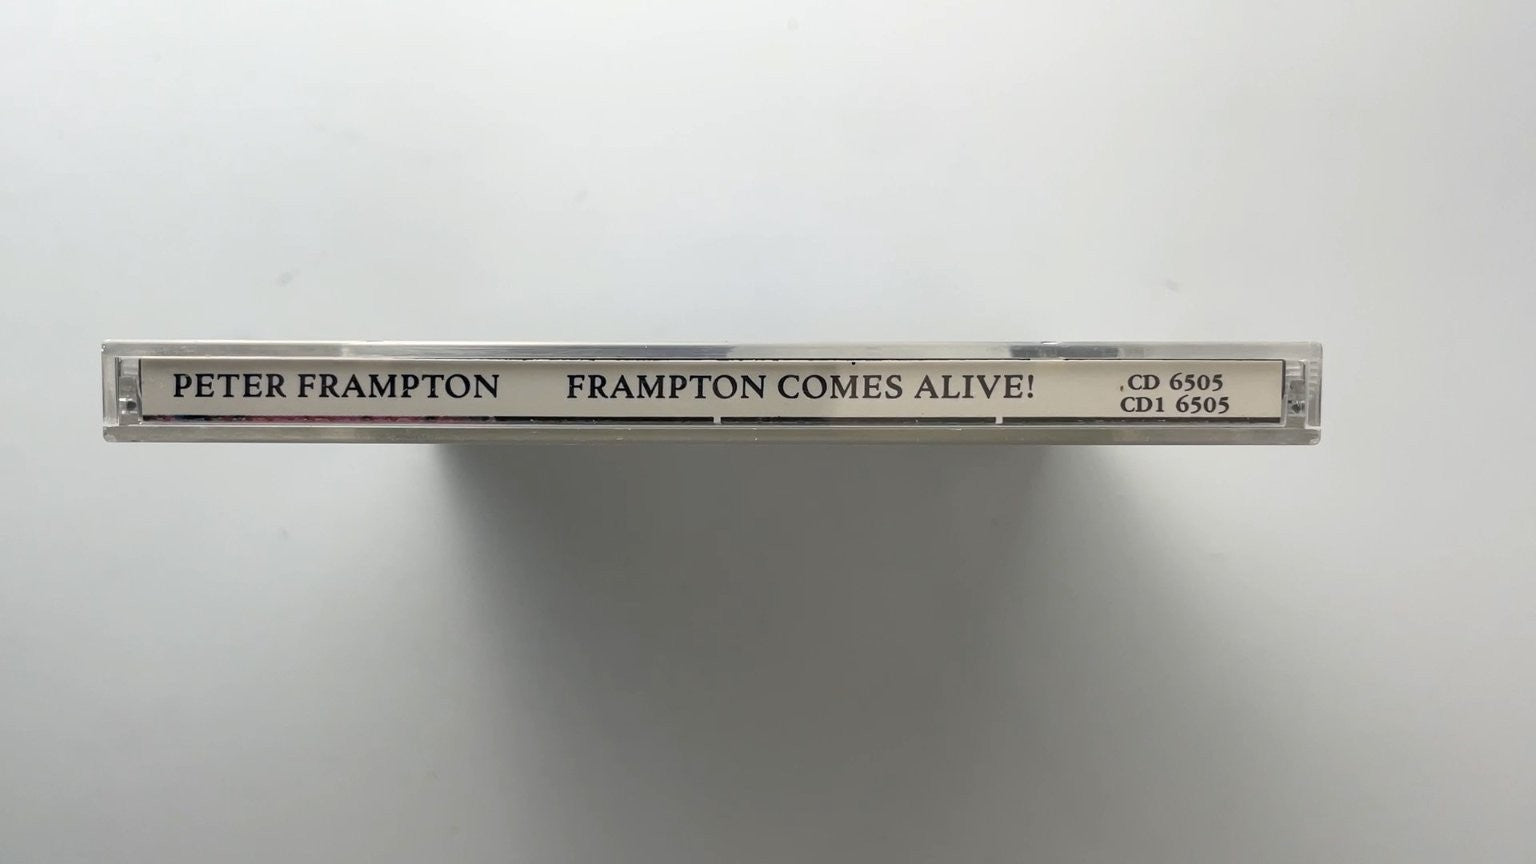 PETER FRAMPTON FRAMPTON COMES ALIVE! CD 6505
CD1 6505